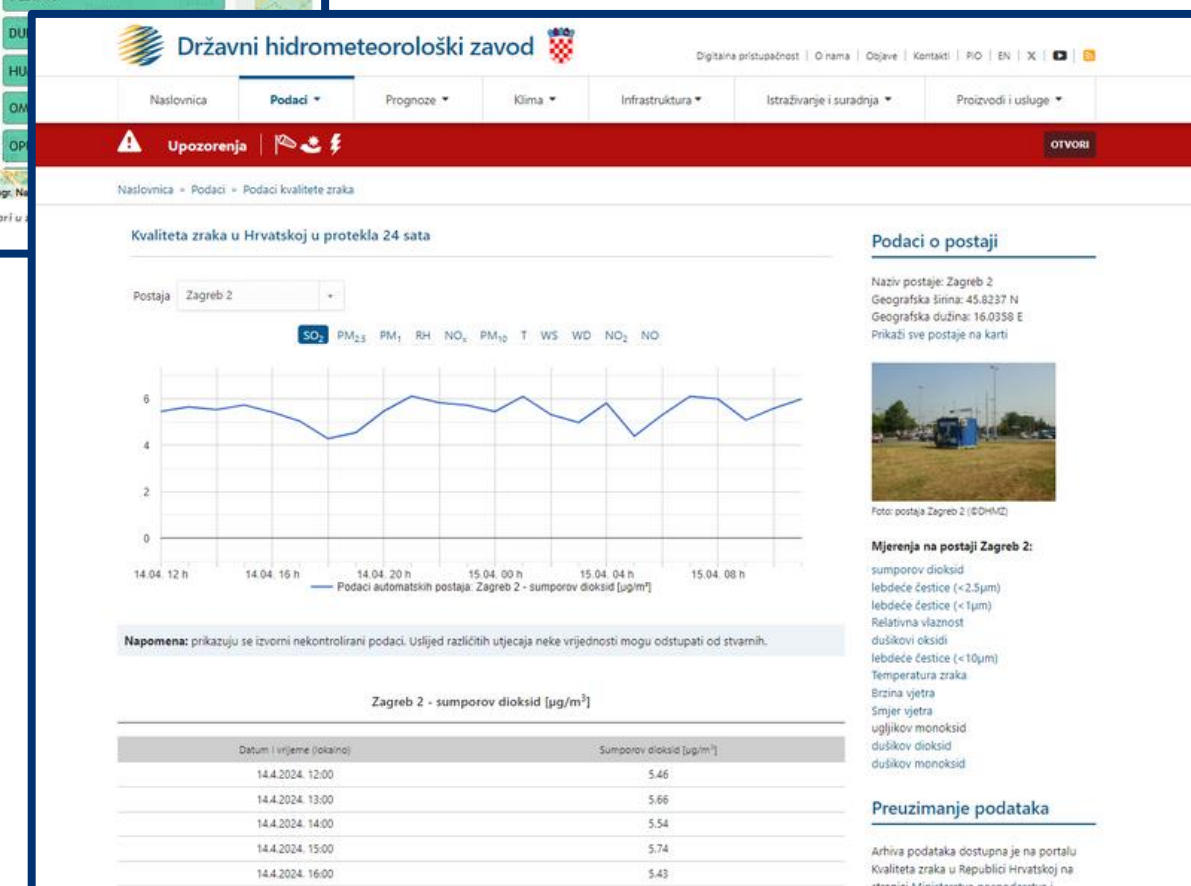 DU
HU
OM
OP
Državni hidrometeorološki zavod
Digitalna pristupačnost | O nama | Objave | Kontakti | PiO | EN | X
Naslovnica Podaci Prognoze Klima Infrastruktura Istraživanje i suradnja Proizvodi i usluge
Upozorenja OTVORI
Naslovnica » Podaci » Podaci kvalitete zraka
Kvaliteta zraka u Hrvatskoj u protekla 24 sata
Postaja Zagreb 2
SO₂ PM₂.₅ PM₁ RH NOₓ PM₁₀ T WS WD NO₂ NO
6
4
2
0
14.04. 12 h 14.04. 16 h 14.04. 20 h 15.04. 00 h 15.04. 04 h 15.04. 08 h
Podaci automatskih postaja: Zagreb 2 - sumporov dioksid [µg/m³]
Napomena: prikazuju se izvorni nekontrolirani podaci. Uslijed različitih utjecaja neke vrijednosti mogu odstupati od stvarnih.
Zagreb 2 - sumporov dioksid [µg/m³]
Datum i vrijeme (lokalno) Sumporov dioksid [µg/m³]
14.4.2024. 12:00 5.46
14.4.2024. 13:00 5.66
14.4.2024. 14:00 5.54
14.4.2024. 15:00 5.74
14.4.2024. 16:00 5.43
Podaci o postaji
Naziv postaje: Zagreb 2
Geografska širina: 45.8237 N
Geografska dužina: 16.0358 E
Prikaži sve postaje na karti
Foto: postaja Zagreb 2 (©DHMZ)
Mjerenja na postaji Zagreb 2:
sumporov dioksid
lebdeće čestice (<2.5µm)
lebdeće čestice (<1µm)
Relativna vlaznost
dušikovi oksidi
lebdeće čestice (<10µm)
Temperatura zraka
Brzina vjetra
Smjer vjetra
ugljikov monoksid
dušikov dioksid
dušikov monoksid
Preuzimanje podataka
Arhiva podataka dostupna je na portalu
Kvaliteta zraka u Republici Hrvatskoj na